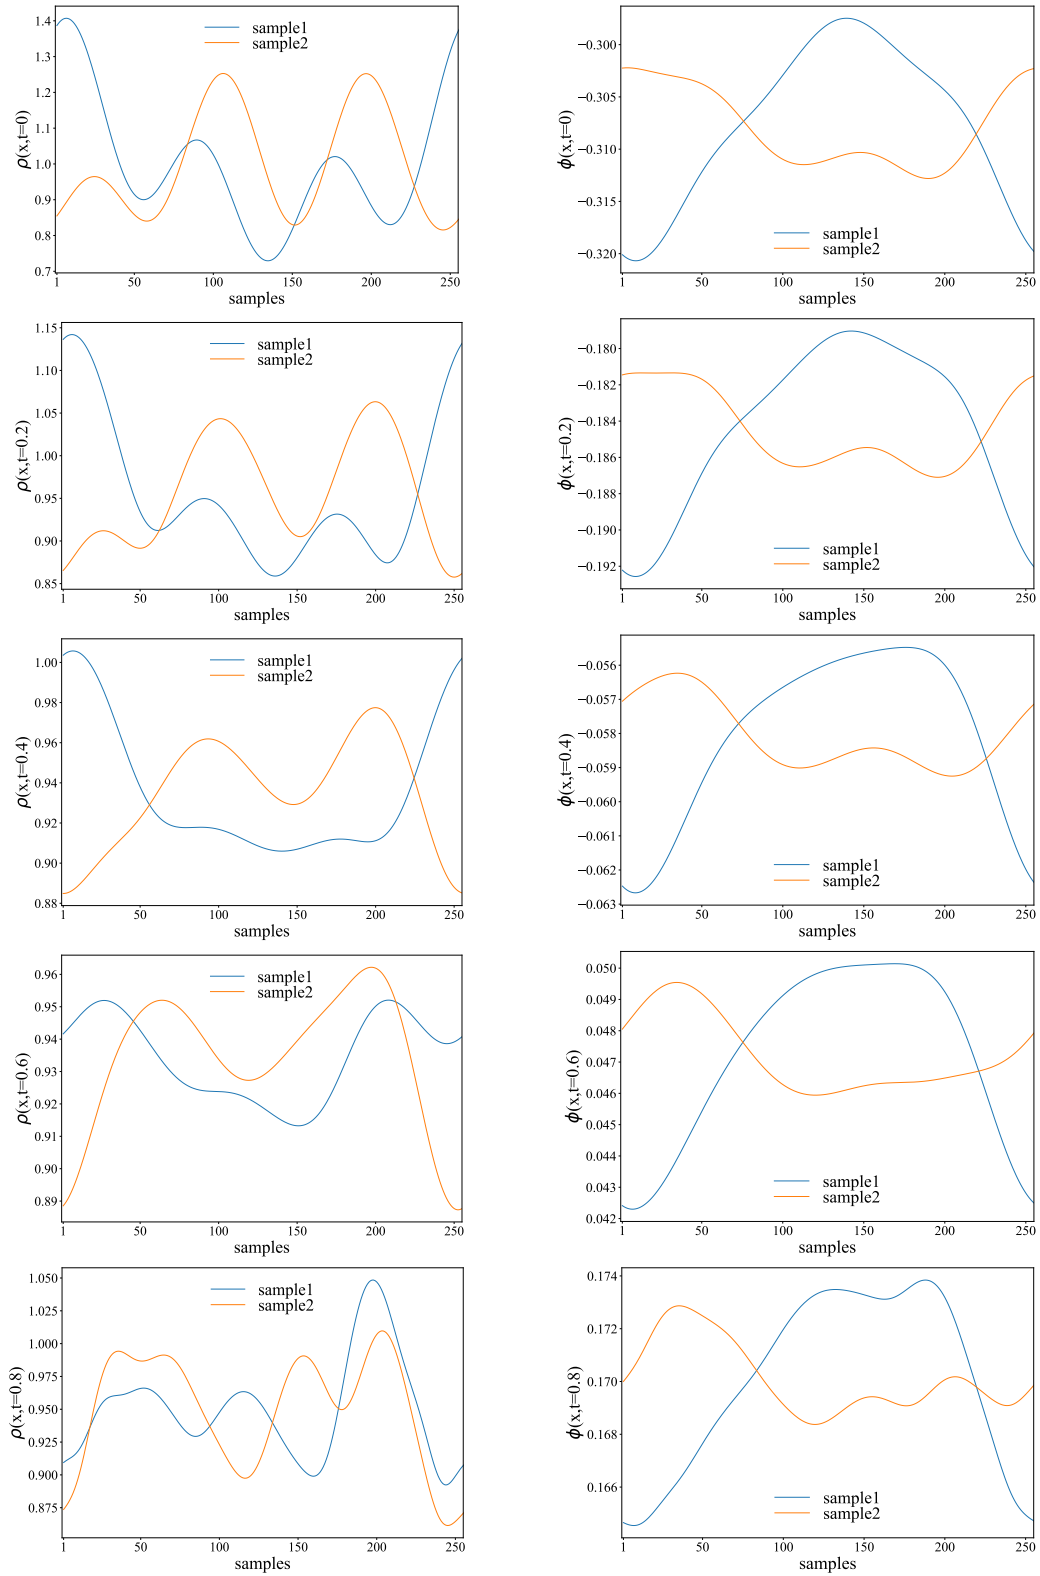 ρ(x,t=0)
1.4
1.3
1.2
1.1
1.0
0.9
0.8
0.7
sample1
sample2
1 50 100 150 200 250
samples
ϕ(x,t=0)
−0.300
−0.305
−0.310
−0.315
−0.320
sample1
sample2
1 50 100 150 200 250
samples
ρ(x,t=0.2)
1.15
1.10
1.05
1.00
0.95
0.90
0.85
sample1
sample2
1 50 100 150 200 250
samples
ϕ(x,t=0.2)
−0.180
−0.182
−0.184
−0.186
−0.188
−0.190
−0.192
sample1
sample2
1 50 100 150 200 250
samples
ρ(x,t=0.4)
1.00
0.98
0.96
0.94
0.92
0.90
0.88
sample1
sample2
1 50 100 150 200 250
samples
ϕ(x,t=0.4)
−0.056
−0.057
−0.058
−0.059
−0.060
−0.061
−0.062
−0.063
sample1
sample2
1 50 100 150 200 250
samples
ρ(x,t=0.6)
0.96
0.95
0.94
0.93
0.92
0.91
0.90
0.89
sample1
sample2
1 50 100 150 200 250
samples
ϕ(x,t=0.6)
0.050
0.049
0.048
0.047
0.046
0.045
0.044
0.043
0.042
sample1
sample2
1 50 100 150 200 250
samples
ρ(x,t=0.8)
1.050
1.025
1.000
0.975
0.950
0.925
0.900
0.875
sample1
sample2
1 50 100 150 200 250
samples
ϕ(x,t=0.8)
0.174
0.172
0.170
0.168
0.166
sample1
sample2
1 50 100 150 200 250
samples